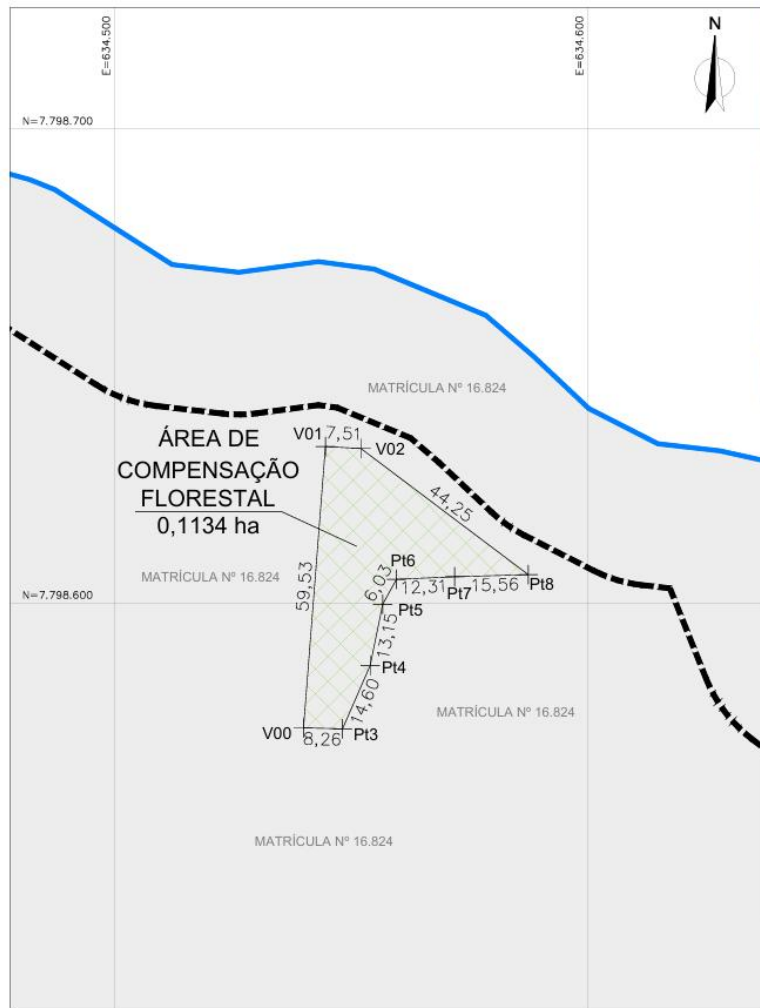 E=634.500
E=634.600
N
N=7.798.700
MATRÍCULA Nº 16.824
V01
7,51
V02
ÁREA DE
COMPENSAÇÃO
FLORESTAL
0,1134 ha
44,25
MATRÍCULA Nº 16.824
59,53
Pt6
6,03
12,31
Pt7
15,56
Pt8
N=7.798.600
Pt5
13,15
Pt4
14,60
MATRÍCULA Nº 16.824
V00
8,26
Pt3
MATRÍCULA Nº 16.824